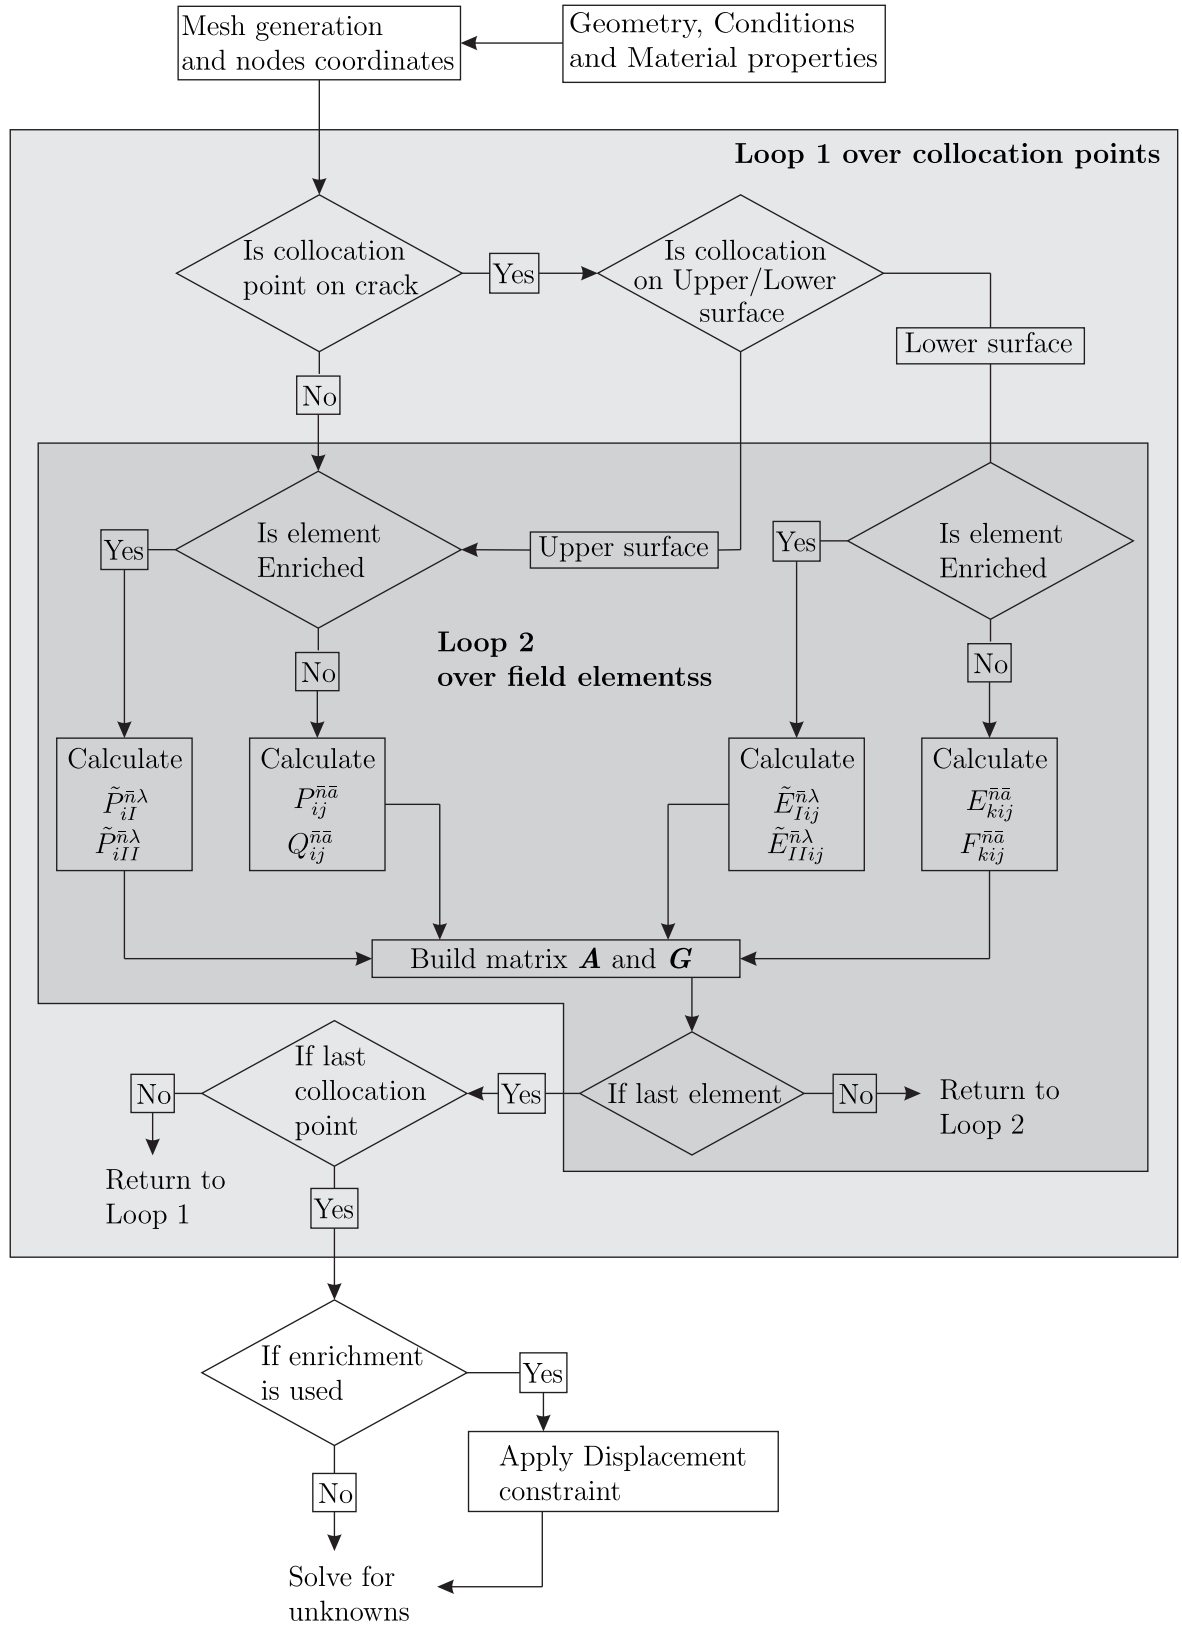 Mesh generation
and nodes coordinates
Geometry, Conditions
and Material properties
Loop 1 over collocation points
Is collocation
point on crack
Yes
Is collocation
on Upper/Lower
surface
Lower surface
No
Is element
Enriched
Yes
Upper surface
Yes
Is element
Enriched
Loop 2
over field elementss
No
No
Calculate
P̃_{iI}^{n̄λ}
P̃_{iII}^{n̄λ}
Calculate
P_{ij}^{n̄ā}
Q_{ij}^{n̄ā}
Calculate
Ẽ_{Iij}^{n̄λ}
Ẽ_{IIij}^{n̄λ}
Calculate
E_{kij}^{n̄ā}
F_{kij}^{n̄ā}
Build matrix A and G
If last
collocation
point
No
Yes
If last element
No
Return to
Loop 2
Return to
Loop 1
Yes
If enrichment
is used
Yes
Apply Displacement
constraint
No
Solve for
unknowns